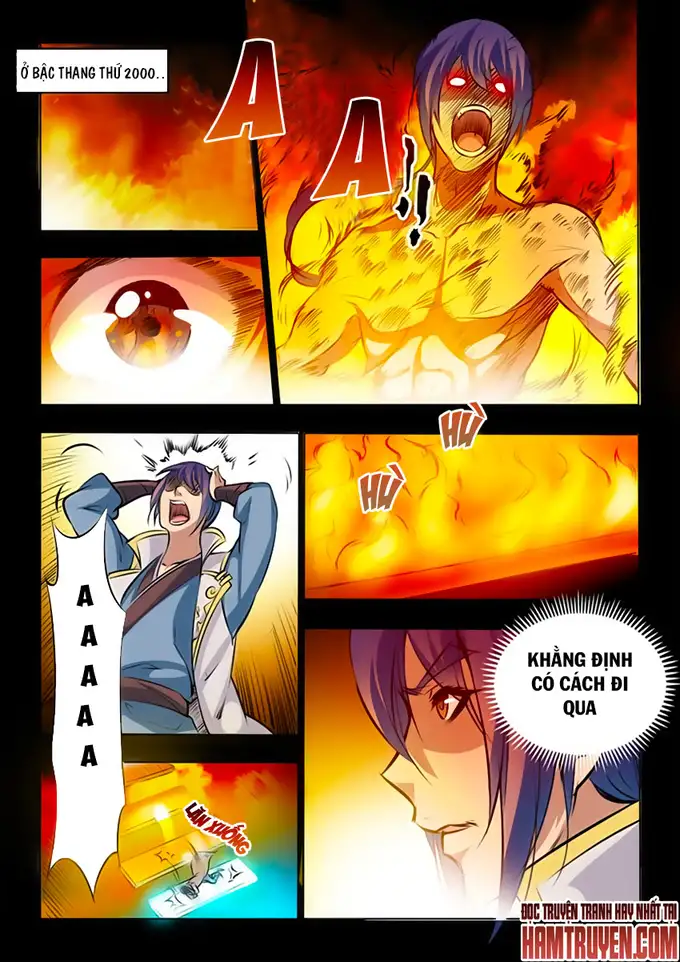 Ở BẬC THANG THỨ 2000..
A
A
!!
HÙ
HÙ
A
A
A
A
A
KHẲNG ĐỊNH
CÓ CÁCH ĐI
QUA
LĂN XUỐNG
ĐỌC TRUYỆN TRANH HAY NHẤT TẠI
HAMTRUYEN.COM